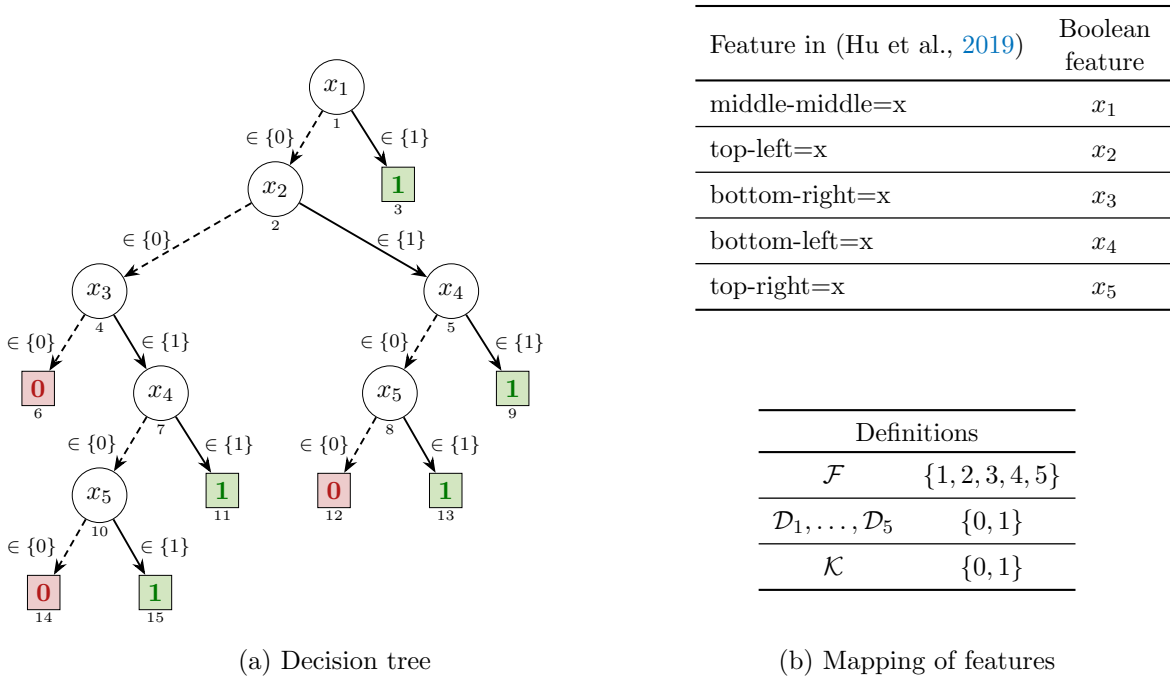 x1
1
∈ {0}
∈ {1}
x2
2
1
3
∈ {0}
∈ {1}
x3
4
x4
5
∈ {0}
∈ {1}
∈ {0}
∈ {1}
0
6
x4
7
x5
8
1
9
∈ {0}
∈ {1}
∈ {0}
∈ {1}
x5
10
1
11
0
12
1
13
∈ {0}
∈ {1}
0
14
1
15
(a) Decision tree
Feature in (Hu et al., 2019) Boolean feature
middle-middle=x x1
top-left=x x2
bottom-right=x x3
bottom-left=x x4
top-right=x x5
Definitions
F {1, 2, 3, 4, 5}
D1, . . . , D5 {0, 1}
K {0, 1}
(b) Mapping of features